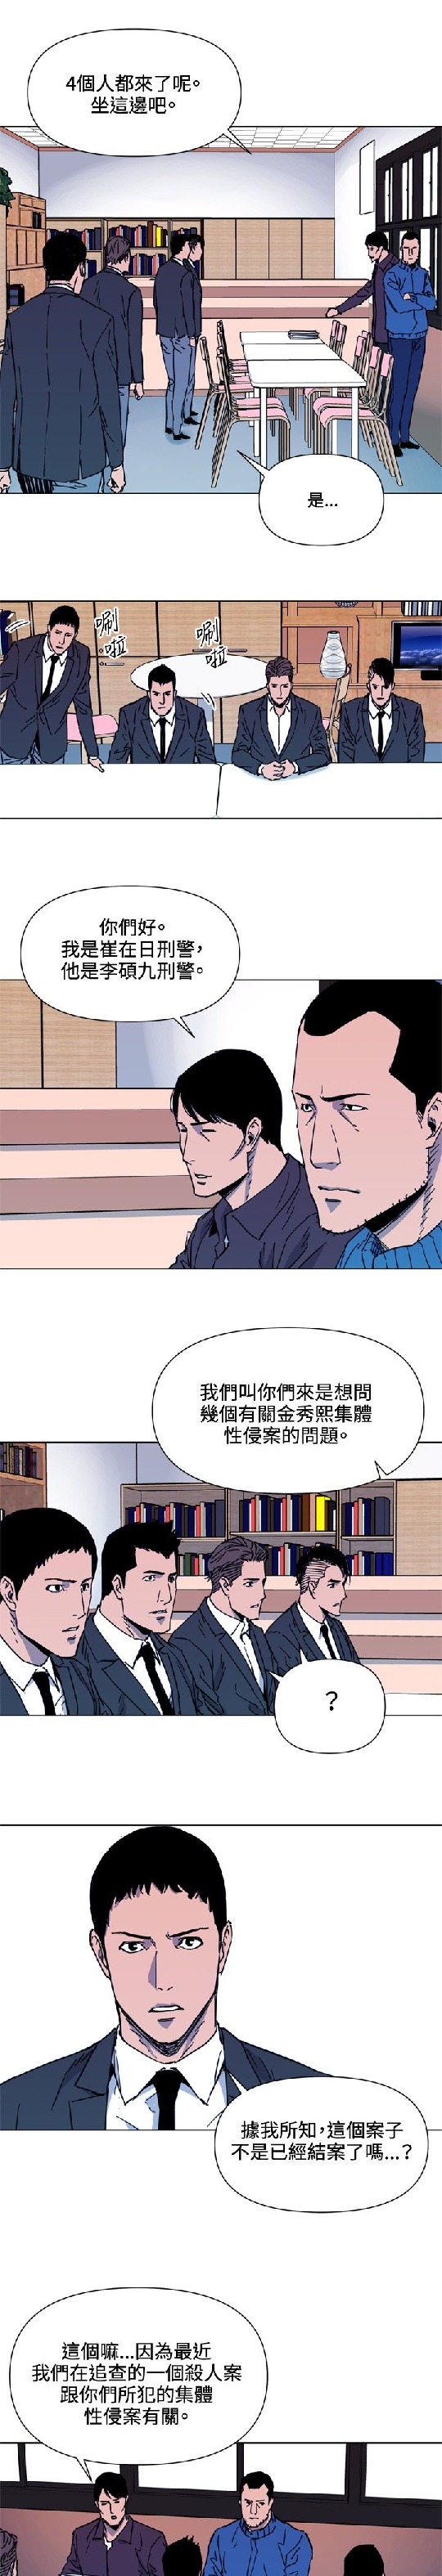 4個人都來了呢。
坐這邊吧。
是...
唰
啦
唰
啦
你們好。
我是崔在日刑警，
他是李碩九刑警。
我們叫你們來是想問
幾個有關金秀熙集體
性侵案的問題。
？
據我所知，這個案子
不是已經結案了嗎...？
這個嘛...因為最近
我們在追查的一個殺人案
跟你們所犯的集體
性侵案有關。